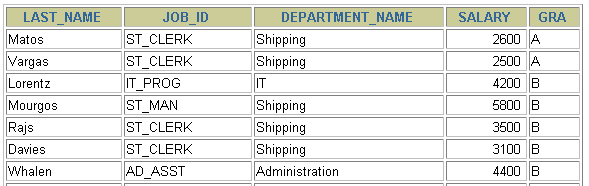 LAST_NAME JOB_ID DEPARTMENT_NAME SALARY GRA
Matos ST_CLERK Shipping 2600 A
Vargas ST_CLERK Shipping 2500 A
Lorentz IT_PROG IT 4200 B
Mourgos ST_MAN Shipping 5800 B
Rajs ST_CLERK Shipping 3500 B
Davies ST_CLERK Shipping 3100 B
Whalen AD_ASST Administration 4400 B